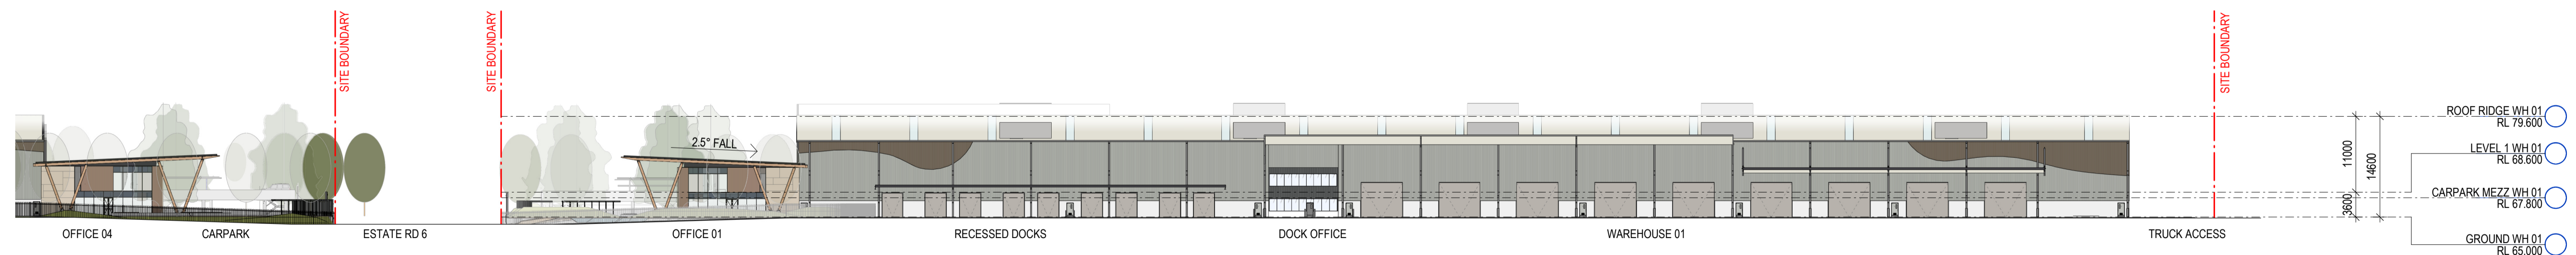 SITE BOUNDARY
SITE BOUNDARY
SITE BOUNDARY
2.5° FALL
ROOF RIDGE WH 01
RL 79.600
LEVEL 1 WH 01
RL 68.600
CARPARK MEZZ WH 01
RL 67.800
GROUND WH 01
RL 65.000
11000
3600
14600
OFFICE 04
CARPARK
ESTATE RD 6
OFFICE 01
RECESSED DOCKS
DOCK OFFICE
WAREHOUSE 01
TRUCK ACCESS